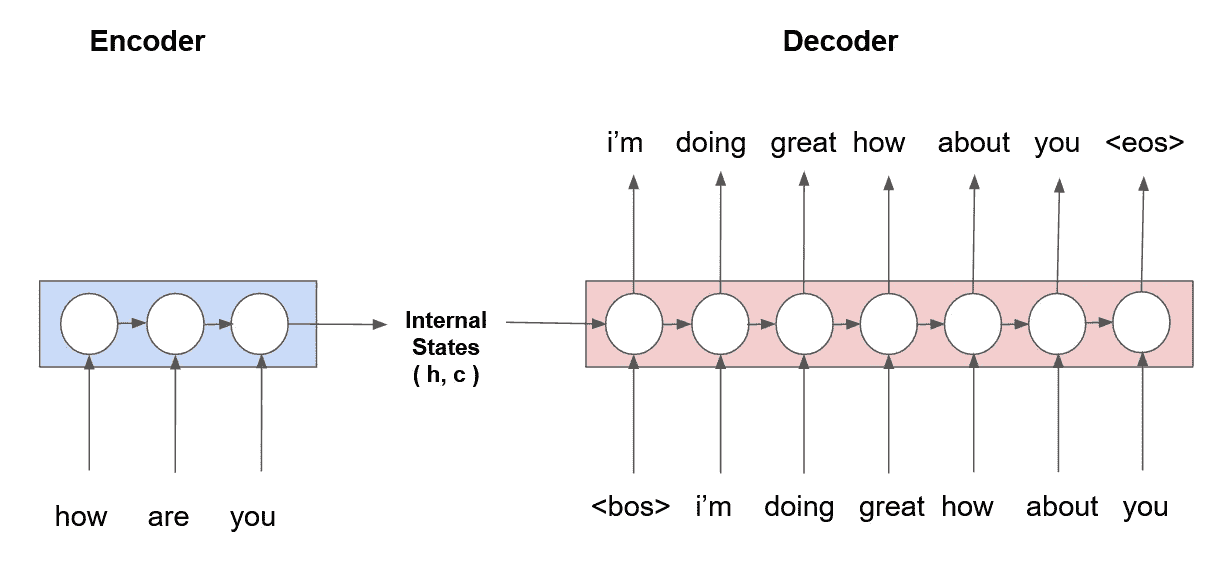 Encoder
Decoder
i’m doing great how about you <eos>
Internal
States
( h, c )
<bos> i’m doing great how about you
how are you